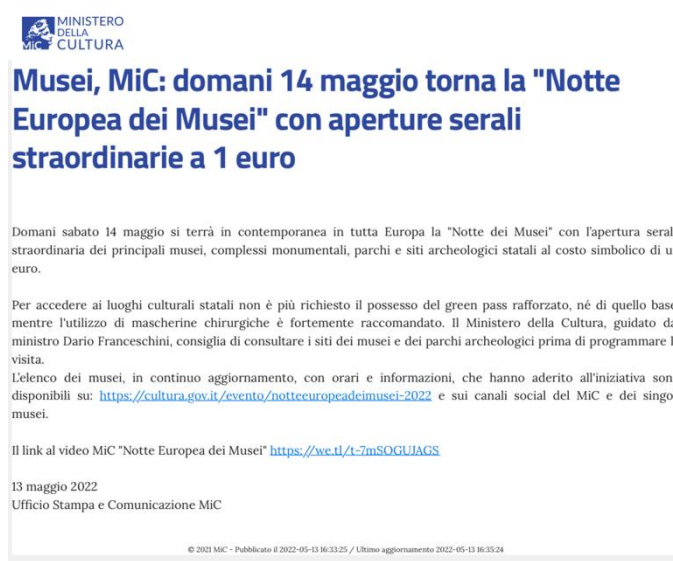 MINISTERO
DELLA
CULTURA
MiC
Musei, MiC: domani 14 maggio torna la "Notte
Europea dei Musei" con aperture serali
straordinarie a 1 euro
Domani sabato 14 maggio si terrà in contemporanea in tutta Europa la "Notte dei Musei" con l'apertura seral
straordinaria dei principali musei, complessi monumentali, parchi e siti archeologici statali al costo simbolico di u
euro.
Per accedere ai luoghi culturali statali non è più richiesto il possesso del green pass rafforzato, né di quello base
mentre l'utilizzo di mascherine chirurgiche è fortemente raccomandato. Il Ministero della Cultura, guidato da
ministro Dario Franceschini, consiglia di consultare i siti dei musei e dei parchi archeologici prima di programmare l
visita.
L'elenco dei musei, in continuo aggiornamento, con orari e informazioni, che hanno aderito all'iniziativa son
disponibili su: https://cultura.gov.it/evento/notteeuropeadeimusei-2022 e sui canali social del MiC e dei singo
musei.
Il link al video MiC "Notte Europea dei Musei" https://we.tl/t-7mSOGUJAGS
13 maggio 2022
Ufficio Stampa e Comunicazione MiC
© 2021 MiC - Pubblicato il 2022-05-13 16:33:25 / Ultimo aggiornamento 2022-05-13 16:35:24